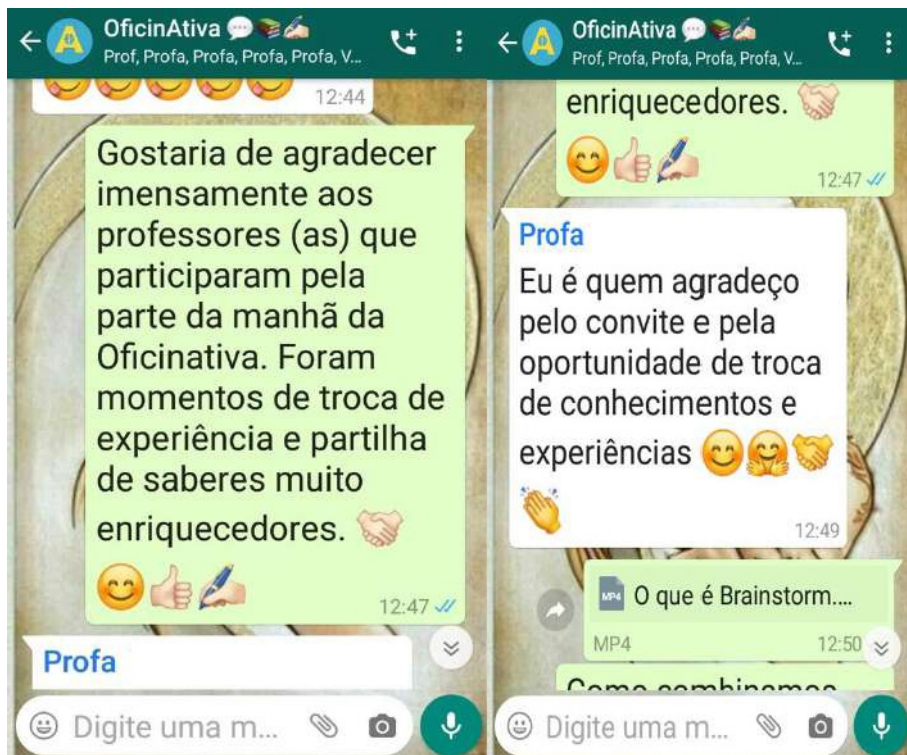 OficinAtiva 💬📚✍🏻
Prof, Profa, Profa, Profa, Profa, V...
12:44
Gostaria de agradecer
imensamente aos
professores (as) que
participaram pela
parte da manhã da
Oficinativa. Foram
momentos de troca de
experiência e partilha
de saberes muito
enriquecedores.
12:47
Profa
Digite uma m...
OficinAtiva 💬📚✍🏻
Prof, Profa, Profa, Profa, Profa, V...
enriquecedores.
12:47
Profa
Eu é quem agradeço
pelo convite e pela
oportunidade de troca
de conhecimentos e
experiências 😊🤗🤝
👏
12:49
MP4 O que é Brainstorm....
MP4 12:50
Como combinamos
Digite uma m...